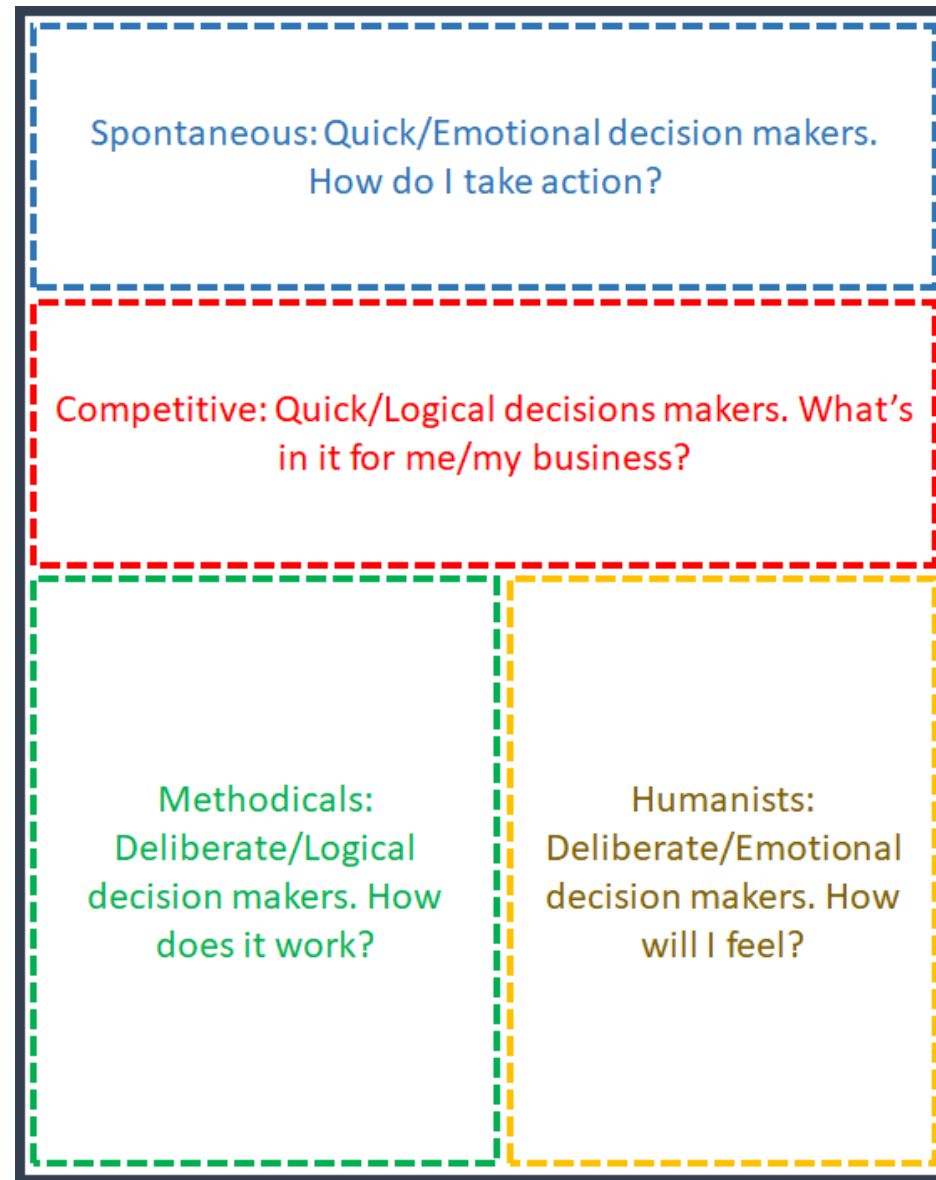 Spontaneous: Quick/Emotional decision makers.
How do I take action?
Competitive: Quick/Logical decisions makers. What's
in it for me/my business?
Methodicals:
Deliberate/Logical
decision makers. How
does it work?
Humanists:
Deliberate/Emotional
decision makers. How
will I feel?